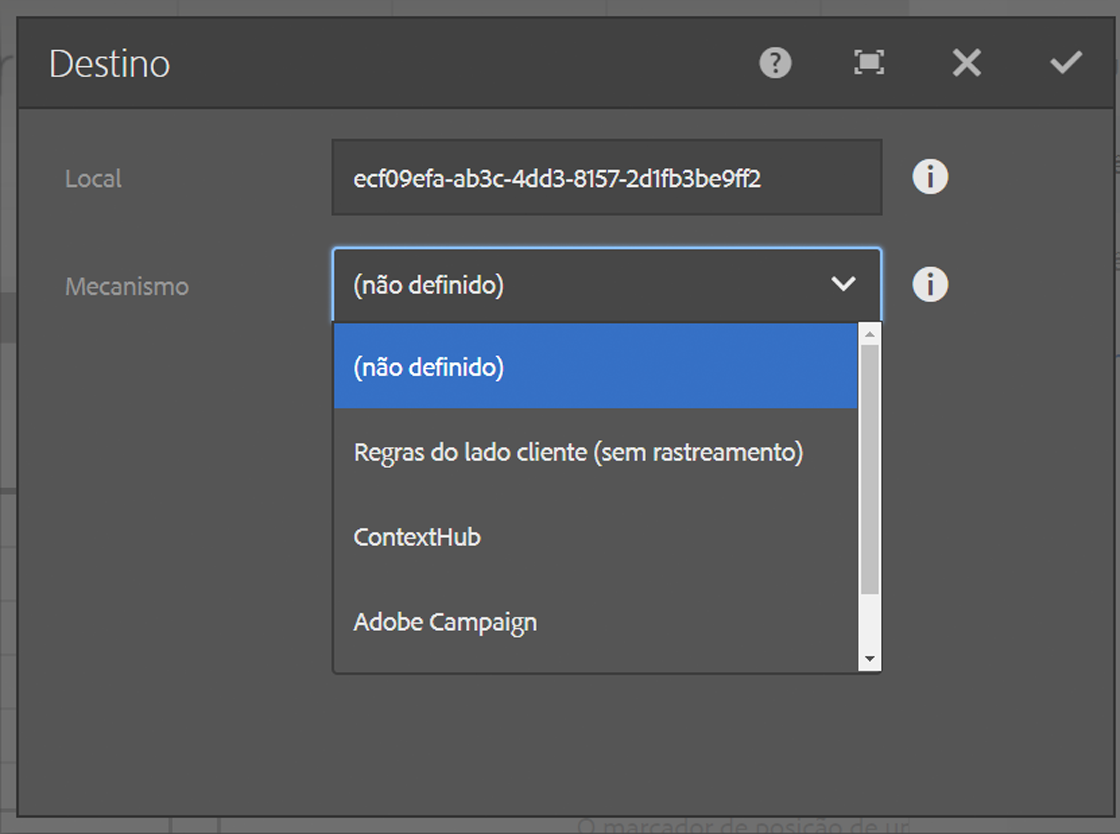 Destino
Local
ecf09efa-ab3c-4dd3-8157-2d1fb3be9ff2
Mecanismo
(não definido)
(não definido)
Regras do lado cliente (sem rastreamento)
ContextHub
Adobe Campaign
O marcador de posição de ur